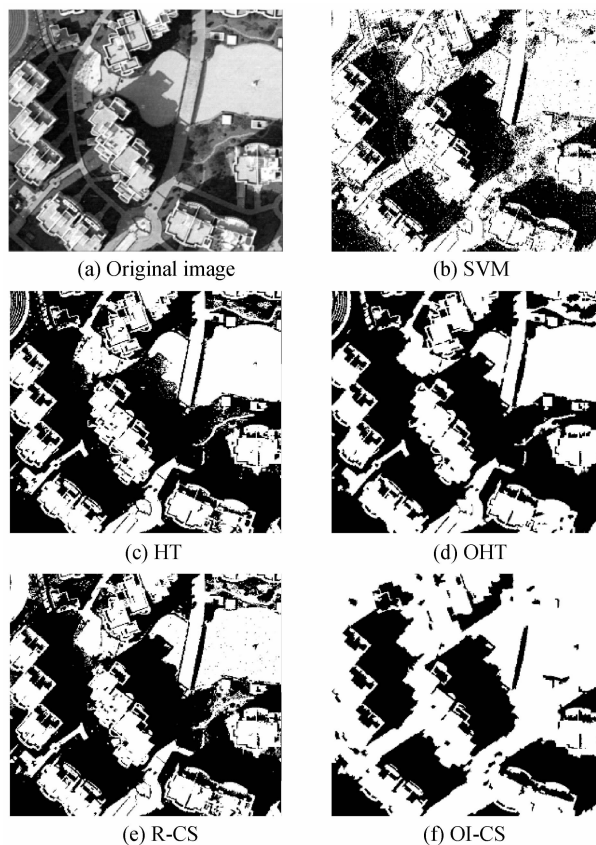 (a) Original image
(b) SVM
(c) HT
(d) OHT
(e) R-CS
(f) OI-CS